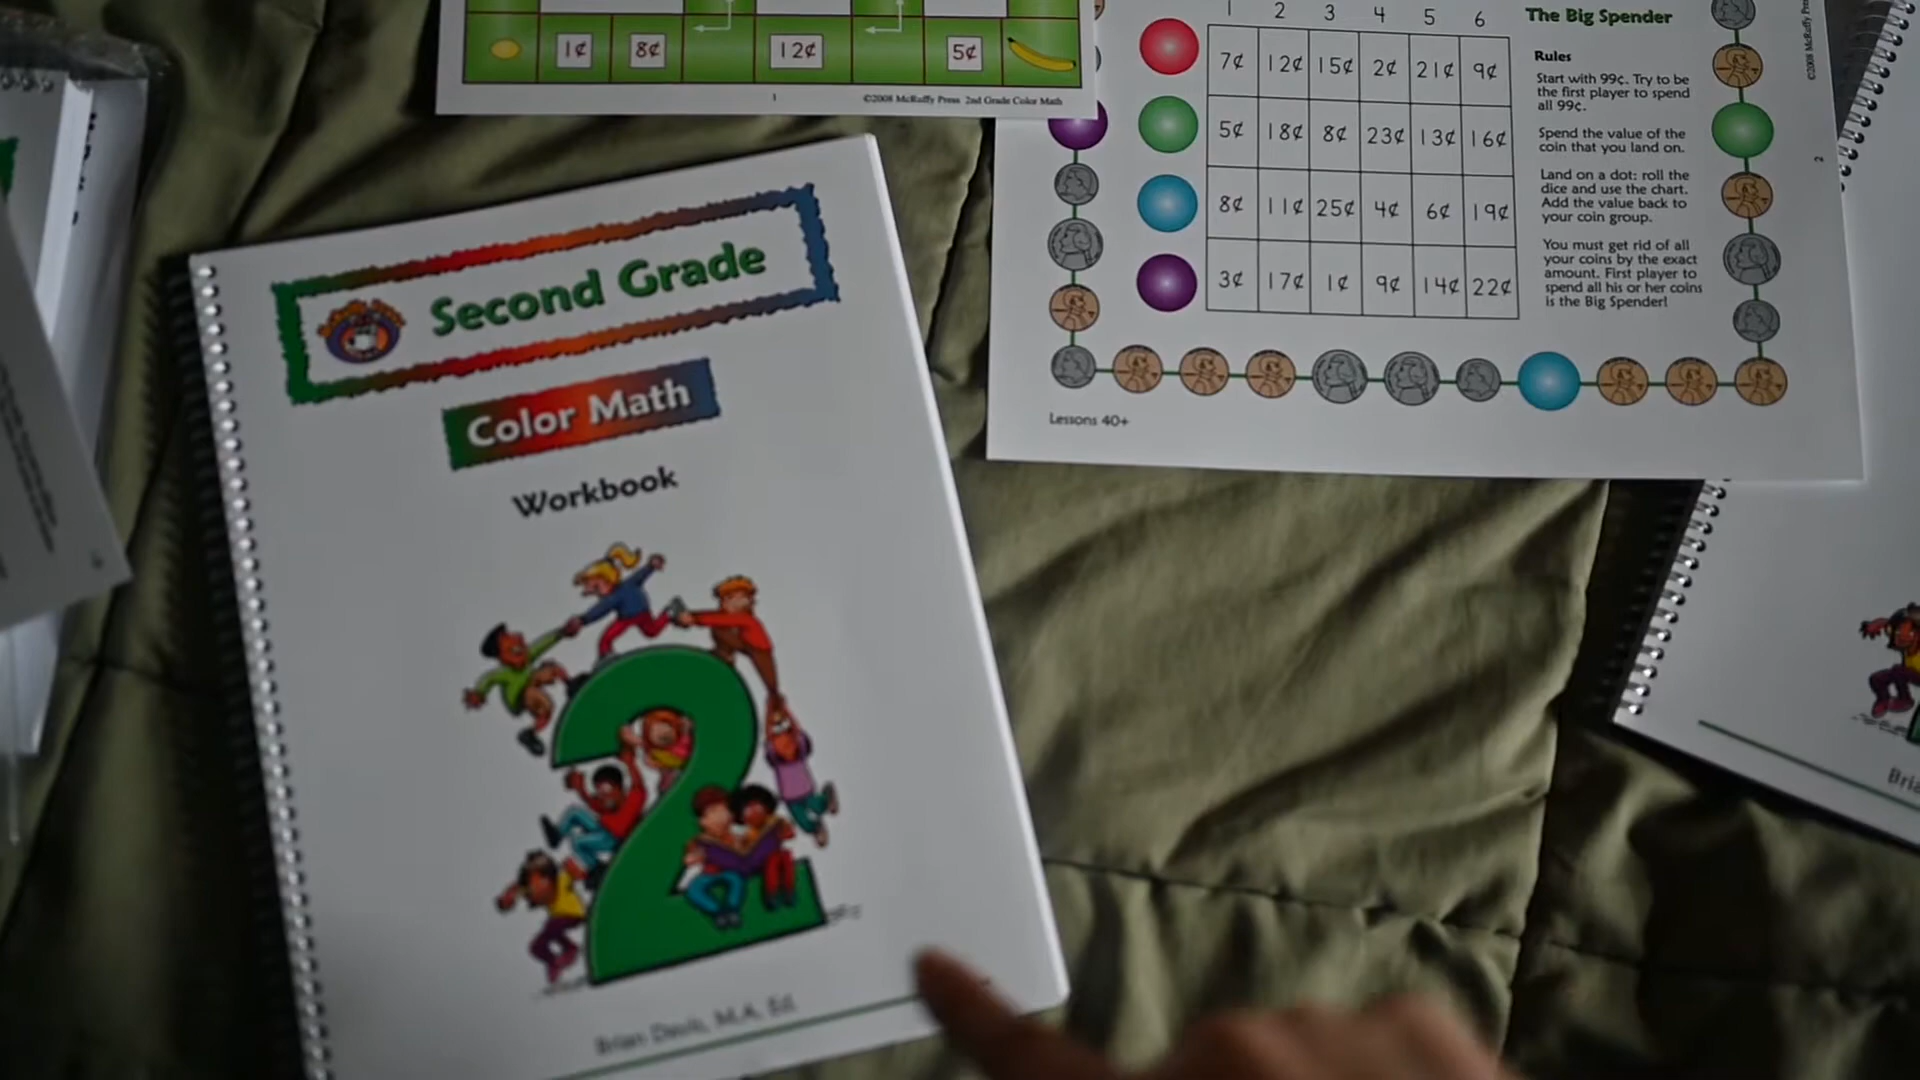 1¢ 8¢ 12¢ 5¢
1
©2008 McRuffy Press 2nd Grade Color Math
1 2 3 4 5 6
7¢ 12¢ 15¢ 2¢ 21¢ 9¢
5¢ 18¢ 8¢ 23¢ 13¢ 16¢
8¢ 11¢ 25¢ 4¢ 6¢ 19¢
3¢ 17¢ 1¢ 9¢ 14¢ 22¢
The Big Spender
Rules
Start with 99¢. Try to be
the first player to spend
all 99¢.
Spend the value of the
coin that you land on.
Land on a dot: roll the
dice and use the chart.
Add the value back to
your coin group.
You must get rid of all
your coins by the exact
amount. First player to
spend all his or her coins
is the Big Spender!
©2008 McRuffy Press
2
Lessons 40+
Second Grade
Color Math
Workbook
2
Brian Davis, M.A. Ed.